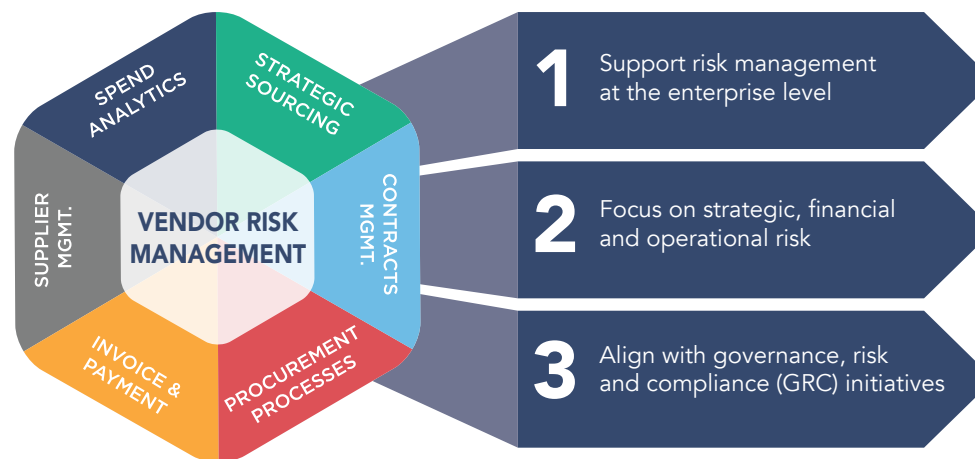 SPEND
ANALYTICS
STRATEGIC
SOURCING
SUPPLIER
MGMT.
VENDOR RISK
MANAGEMENT
CONTRACTS
MGMT.
INVOICE &
PAYMENT
PROCUREMENT
PROCESSES
1
Support risk management
at the enterprise level
2
Focus on strategic, financial
and operational risk
3
Align with governance, risk
and compliance (GRC) initiatives